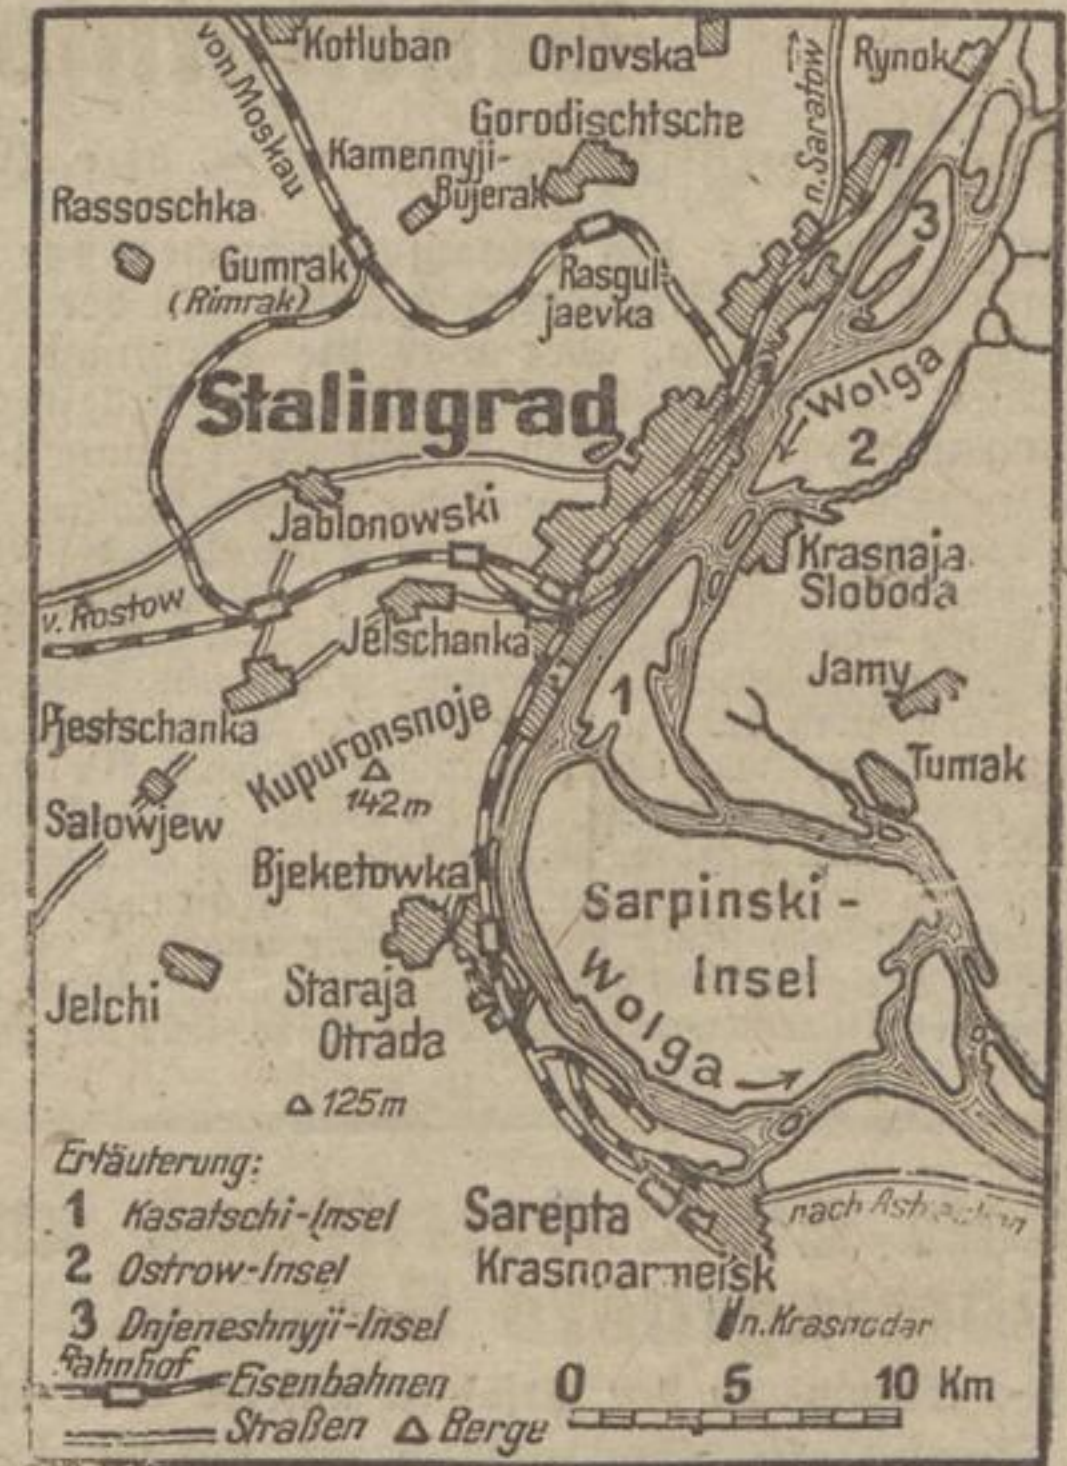 Kotluban
Orlovska
Rynok
von Moskau
n. Saratow
Gorodischtsche
Kamennyji-
Bujerak
Rassoschka
Gumrak
(Rimrak)
Rasgul-
jaevka
3
Stalingrad
Wolga
2
Jablonowski
Krasnaja
Sloboda
v. Rostow
Jelschanka
1
Jamy
Pjestschanka
Kupuronsnoje
142m
Tumak
Salowjew
Bjeketowka
Sarpinski-
Insel
Wolga
Jelchi
Staraja
Otrada
125m
Erläuterung:
1 Kasatschi-Insel
2 Ostrow-Insel
3 Dnjeneshnyji-Insel
Bahnhof
Eisenbahnen
Straßen
Berge
Sarepta
Krasnoarmeisk
nach
n. Krasnodar
0 5 10 Km